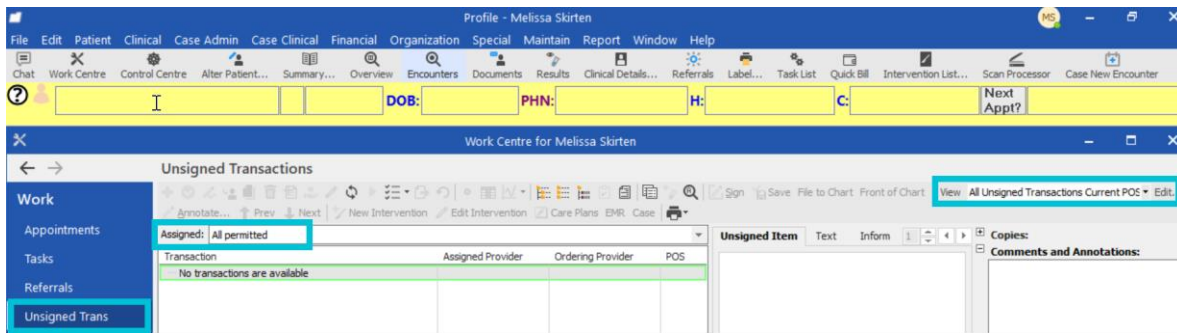 Profile - Melissa Skirten
MS
File Edit Patient Clinical Case Admin Case Clinical Financial Organization Special Maintain Report Window Help
Chat Work Centre Control Centre Alter Patient... Summary... Overview Encounters Documents Results Clinical Details... Referrals Label... Task List Quick Bill Intervention List... Scan Processor Case New Encounter
DOB: PHN: H: C: Next Appt?
Work Centre for Melissa Skirten
Unsigned Transactions
Work
Sign Save File to Chart Front of Chart View All Unsigned Transactions Current POS Edit.
Annotate... Prev Next New Intervention Edit Intervention Care Plans EMR Case
Appointments
Assigned: All permitted
Unsigned Item Text Inform 1 Copies:
Comments and Annotations:
Transaction Assigned Provider Ordering Provider POS
No transactions are available
Tasks
Referrals
Unsigned Trans